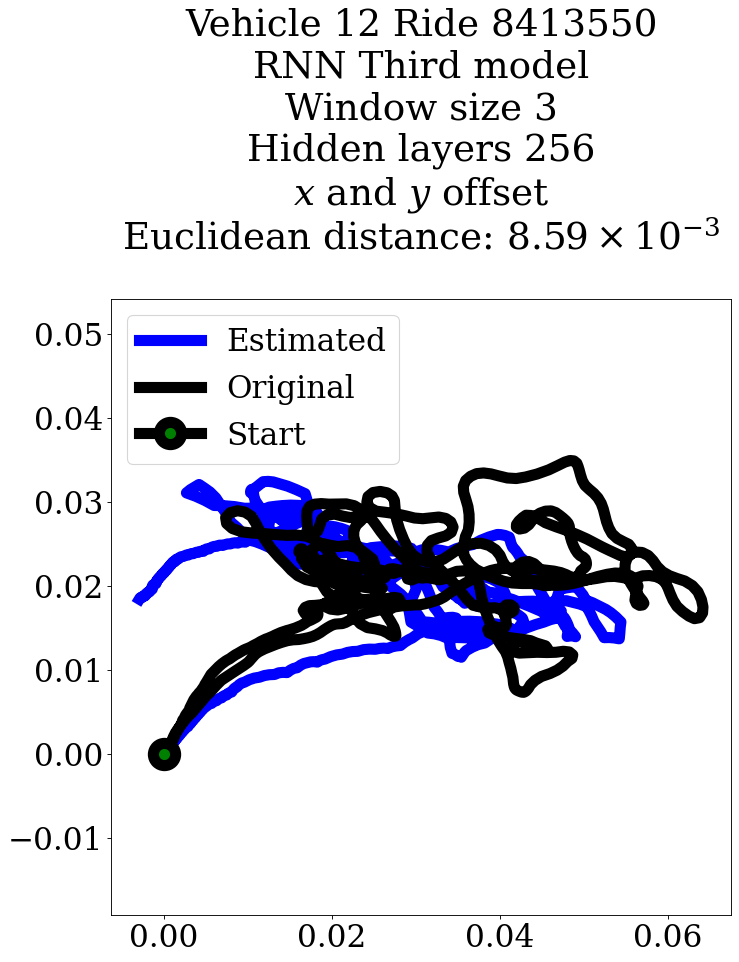 Vehicle 12 Ride 8413550
RNN Third model
Window size 3
Hidden layers 256
x and y offset
Euclidean distance: 8.59 × 10⁻³
Estimated
Original
Start
0.05
0.04
0.03
0.02
0.01
0.00
−0.01
0.00 0.02 0.04 0.06